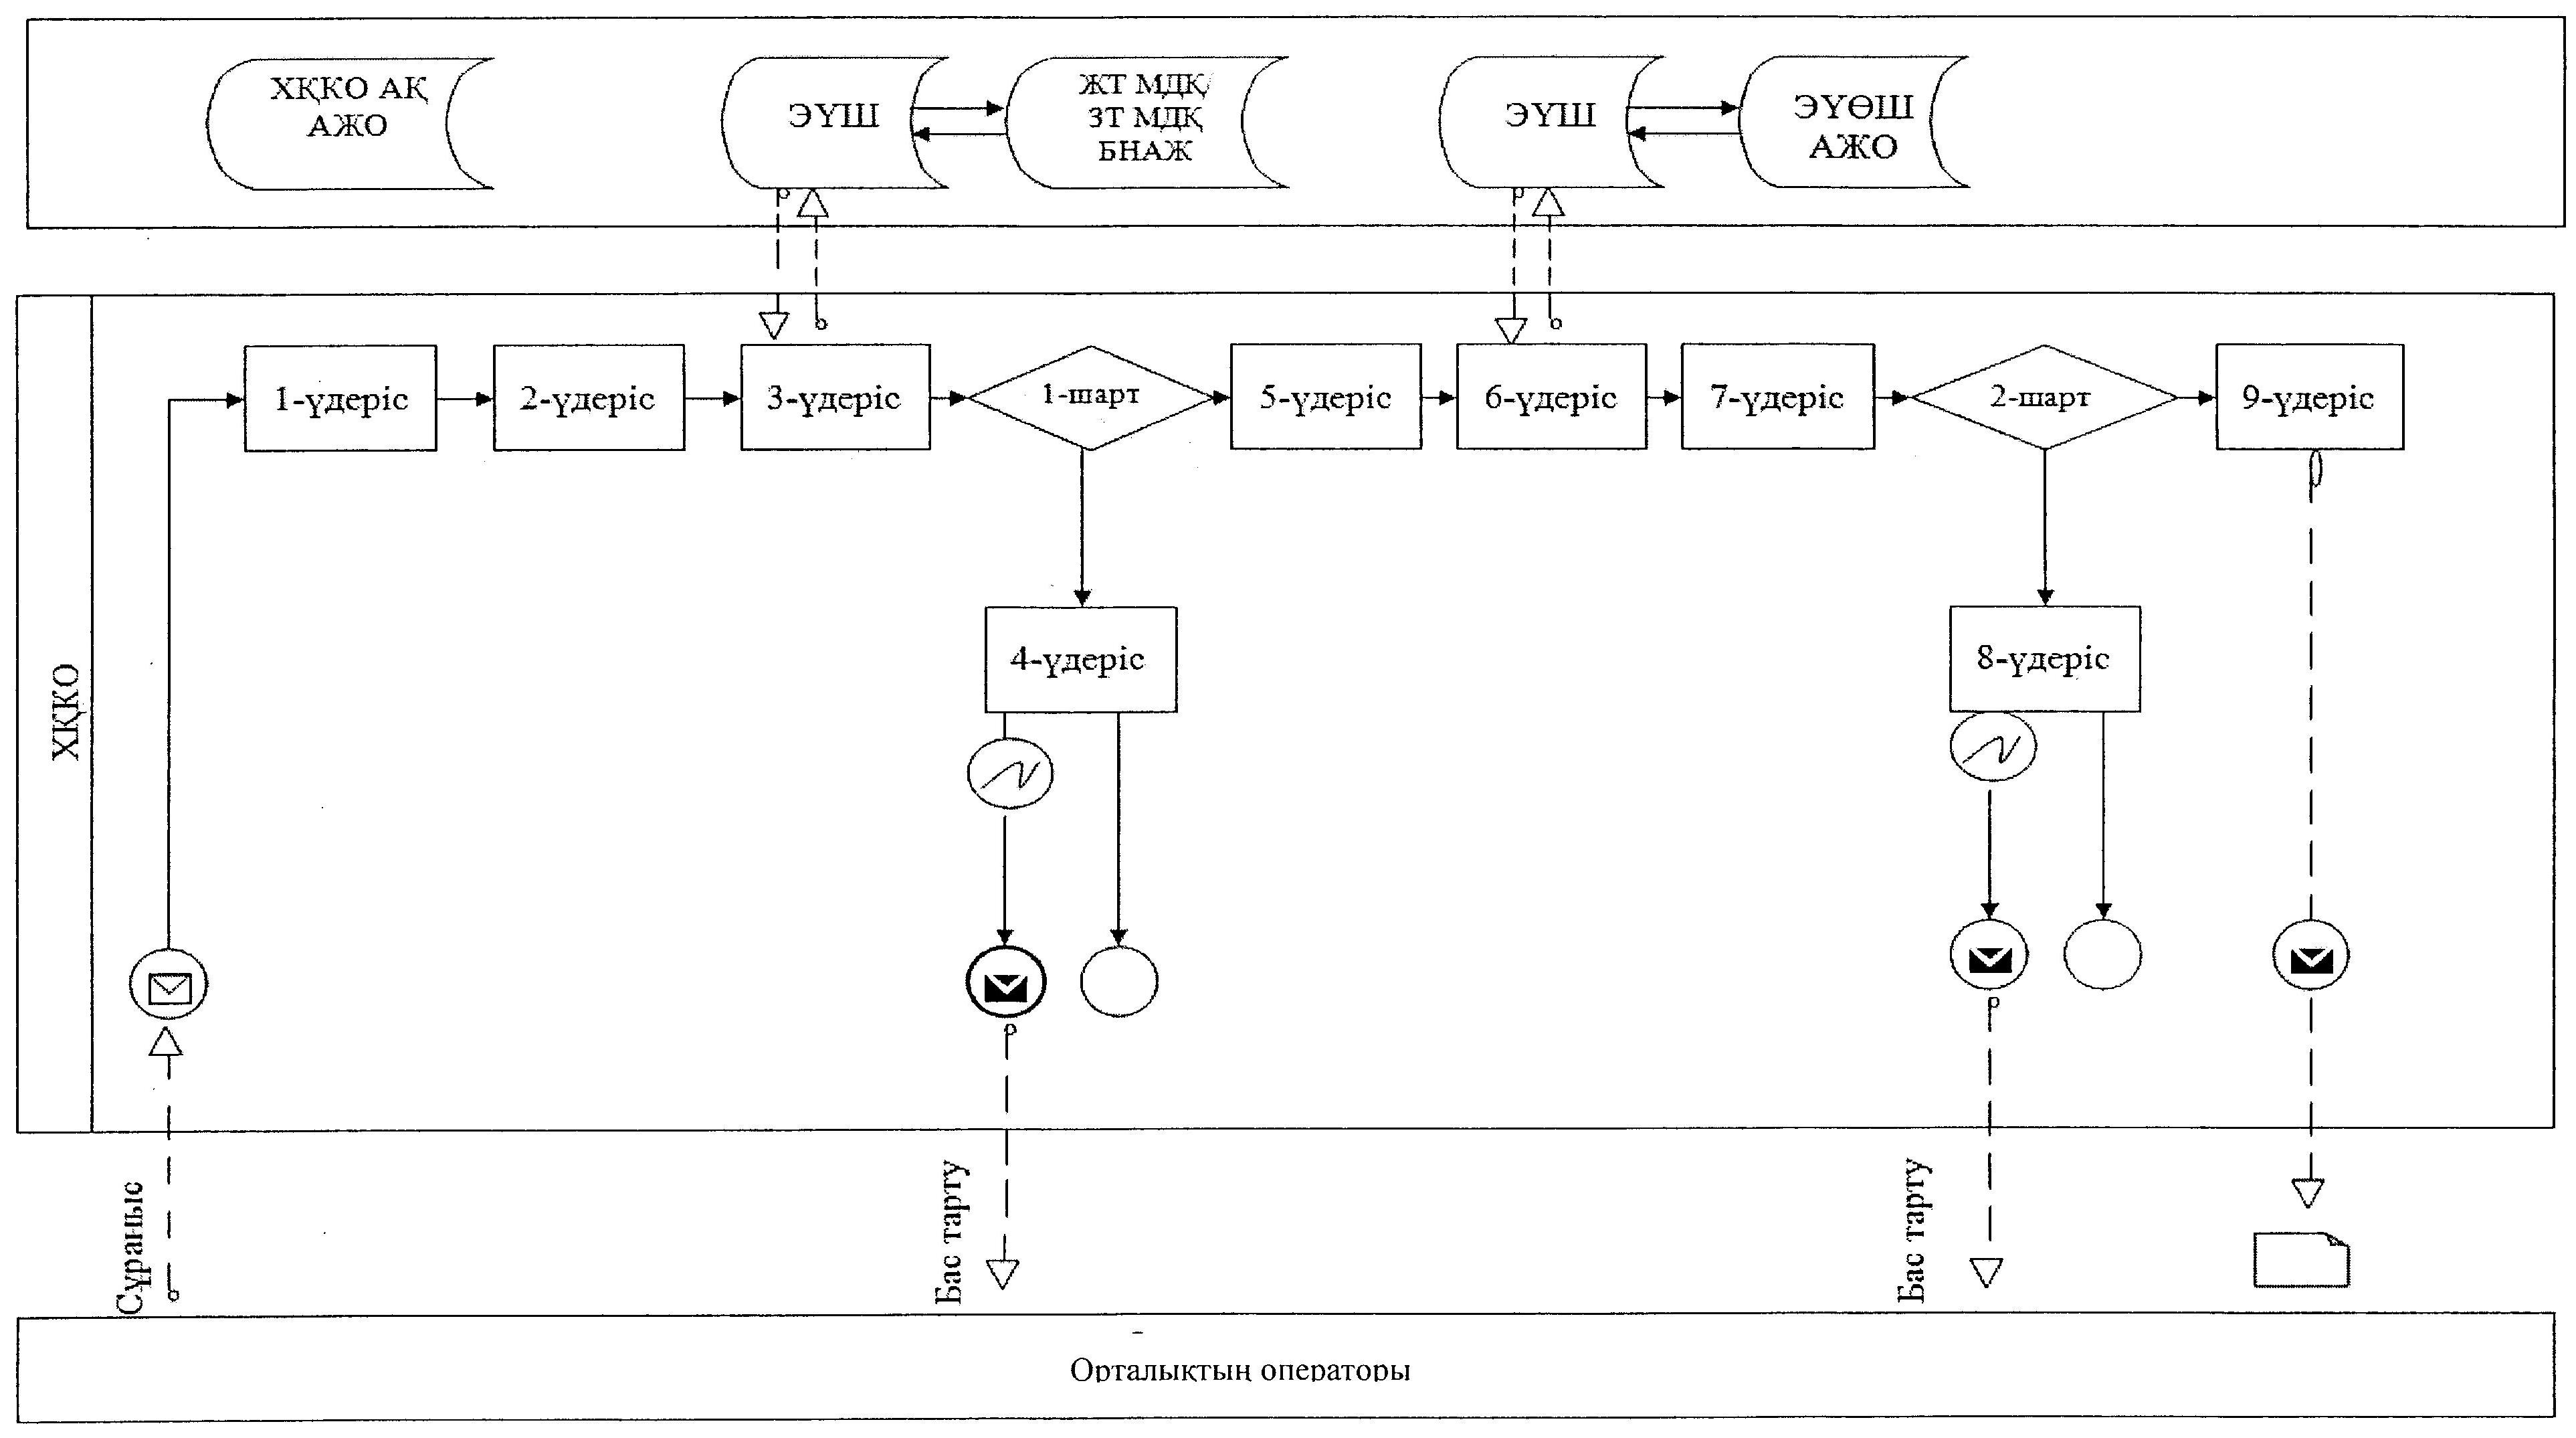 ХҚКО АҚ
АЖО
ЭҮШ
ЖТ МДҚ/
ЗТ МДҚ
БНАЖ
ЭҮШ
ЭҮӨШ
АЖО
ХҚКО
1-үдеріс
2-үдеріс
3-үдеріс
1-шарт
5-үдеріс
6-үдеріс
7-үдеріс
2-шарт
9-үдеріс
4-үдеріс
8-үдеріс
Сұраныс
Бас тарту
Бас тарту
Орталықтың операторы